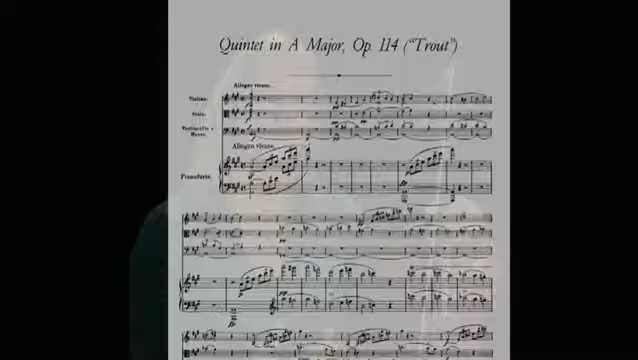 Quintet in A Major, Op. 114 ("Trout")
Allegro vivace.
Violino.
Viola.
Violoncello e
Basso.
Allegro vivace.
Pianoforte.